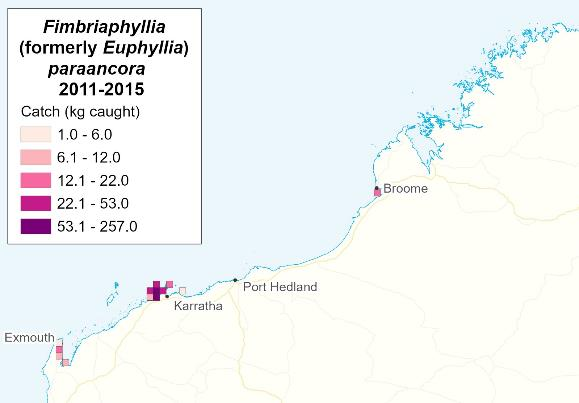 Fimbriaphyllia
(formerly Euphyllia)
paraancora
2011-2015
Catch (kg caught)
1.0 - 6.0
6.1 - 12.0
12.1 - 22.0
22.1 - 53.0
53.1 - 257.0
Broome
Port Hedland
Karratha
Exmouth